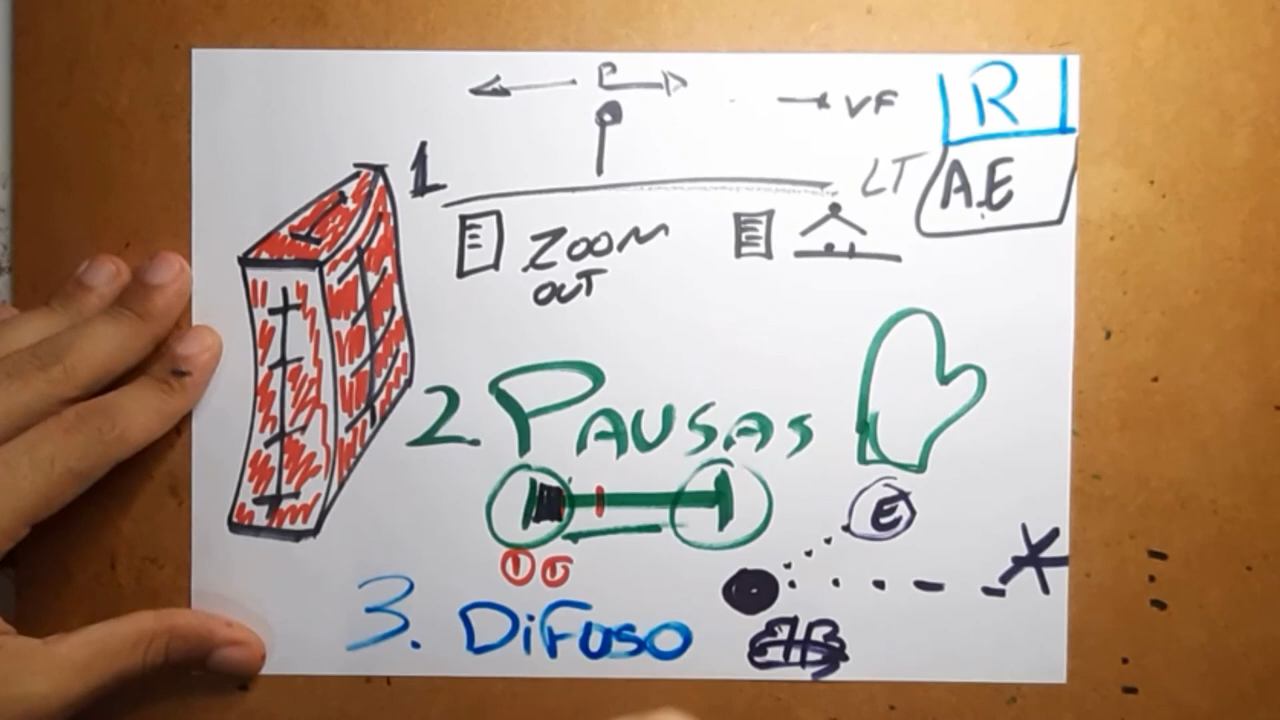 P
→ VF
R
1
LT
A.E
ZOOM
OUT
2. PAUSAS
E
3. DiFuso